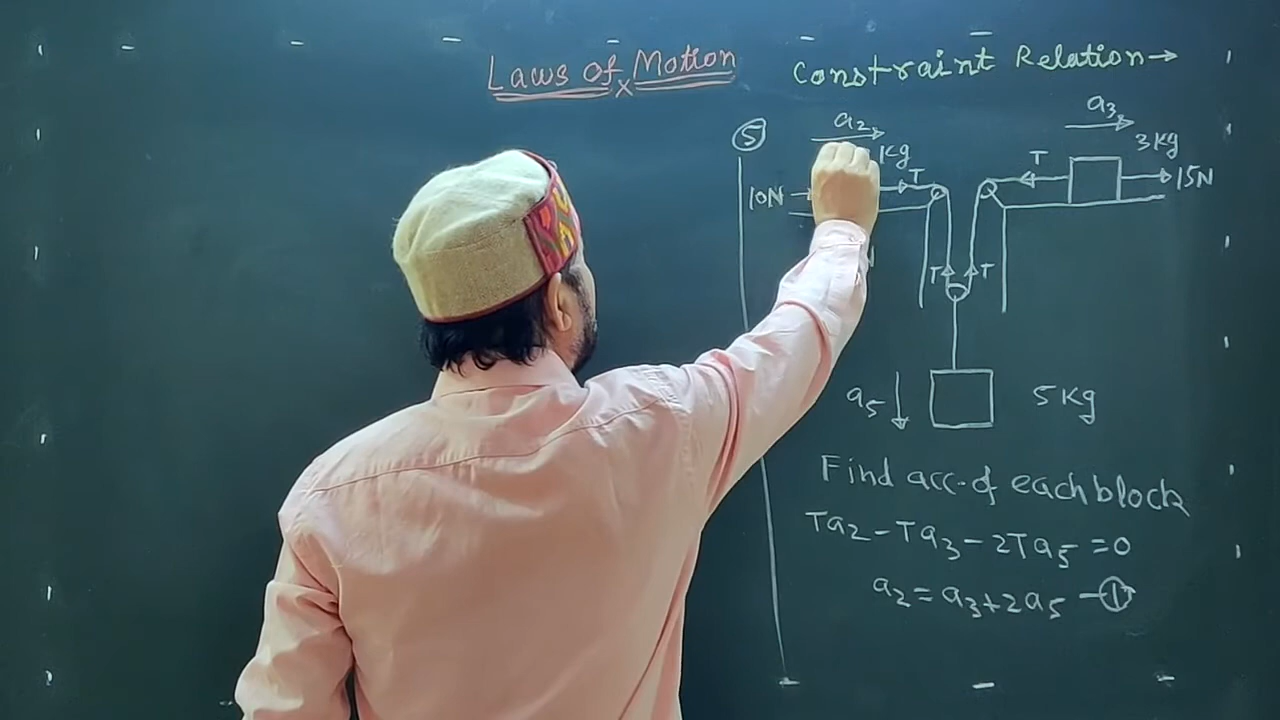 Laws of Motion
x
Constraint Relation→
5
a2
a3
Kg
3kg
10N
T
T
15N
T
T
a5
5Kg
Find acc. of each block
Ta2 - Ta3 - 2Ta5 = 0
a2 = a3 + 2a5 - 1